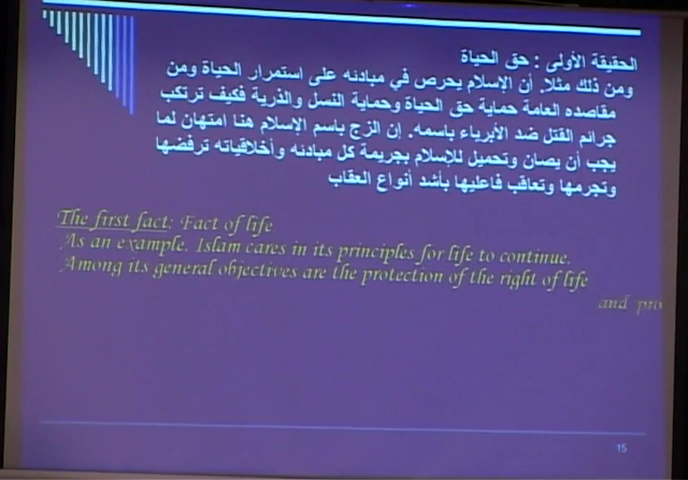 الحقيقة الأولى : حق الحياة
ومن ذلك مثلا. أن الإسلام يحرص في مبادئه على استمرار الحياة ومن
مقاصده العامة حماية حق الحياة وحماية النسل والذرية فكيف ترتكب
جرائم القتل ضد الأبرياء باسمه. إن الزج باسم الإسلام هنا امتهان لما
يجب أن يصان وتحميل للإسلام بجريمة كل مبادئه وأخلاقياته ترفضها
وتجرمها وتعاقب فاعليها بأشد أنواع العقاب
The first fact: Fact of life
As an example. Islam cares in its principles for life to continue.
Among its general objectives are the protection of the right of life
and pro
15